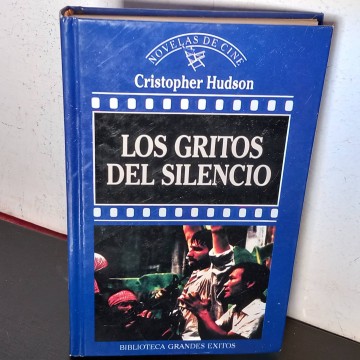 NOVELAS DE CINE
Cristopher Hudson
LOS GRITOS
DEL SILENCIO
BIBLIOTECA GRANDES EXITOS